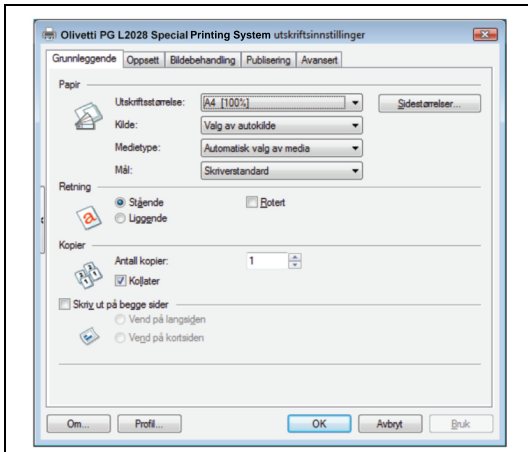 Olivetti PG L2028 Special Printing System utskriftsinnstillinger
Grunnleggende Oppsett Bildebehandling Publisering Avansert
Papir
Utskriftsstørrelse: A4 [100%] Sidestørrelser...
Kilde: Valg av autokilde
Medietype: Automatisk valg av media
Mål: Skriverstandard
Retning
Stående Rotert
Liggende
Kopier
Antall kopier: 1
Kollater
Skriv ut på begge sider
Vend på langsiden
Vend på kortsiden
Om... Profil... OK Avbryt Bruk